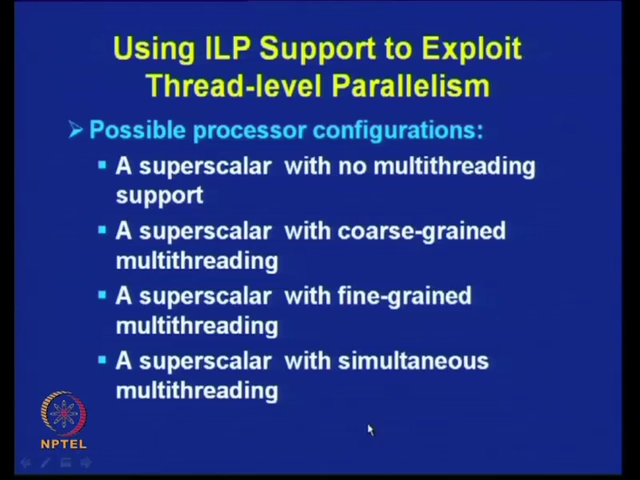 Using ILP Support to Exploit
Thread-level Parallelism
Possible processor configurations:
A superscalar with no multithreading
support
A superscalar with coarse-grained
multithreading
A superscalar with fine-grained
multithreading
A superscalar with simultaneous
multithreading
NPTEL